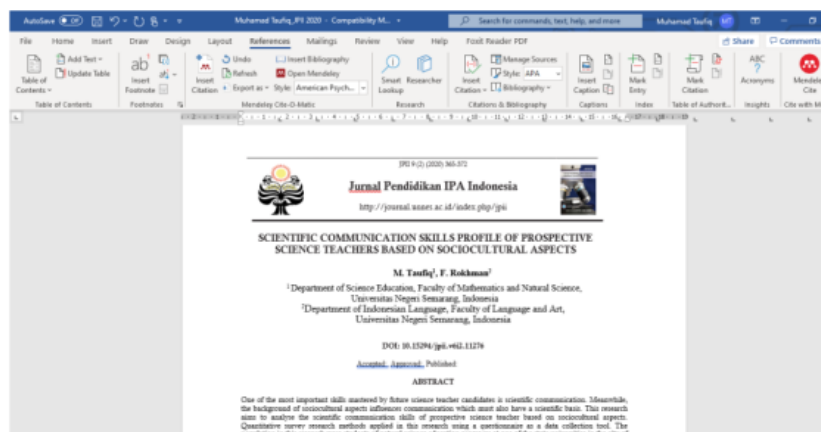 AutoSave Off Muhamad Taufiq_JPII 2020 - Compatibility M... Search for commands, text, help, and more Muhamad Taufiq MT
File Home Insert Draw Design Layout References Mailings Review View Help Foxit Reader PDF Share Comments
Table of Contents Add Text Update Table
ab Insert Footnote
Insert Citation Undo Refresh Export as Insert Bibliography Open Mendeley Style: American Psych...
Smart Lookup Researcher
Insert Citation Manage Sources Style: APA Bibliography
Insert Caption
Mark Entry
Mark Citation
ABC Acronyms
Mendeley Cite
Table of Contents Footnotes Mendeley Cite-O-Matic Research Citations & Bibliography Captions Index Table of Authorit... Insights Cite with M
JPII 9 (2) (2020) 365-372
Jurnal Pendidikan IPA Indonesia
http://journal.unnes.ac.id/index.php/jpii
SCIENTIFIC COMMUNICATION SKILLS PROFILE OF PROSPECTIVE
SCIENCE TEACHERS BASED ON SOCIOCULTURAL ASPECTS
M. Taufiq¹, F. Rokhman²
¹Department of Science Education, Faculty of Mathematics and Natural Science,
Universitas Negeri Semarang, Indonesia
²Department of Indonesian Language, Faculty of Language and Art,
Universitas Negeri Semarang, Indonesia
DOI: 10.15294/jpii.v6i2.11276
Accepted: Approved: Published:
ABSTRACT
One of the most important skills mastered by future science teacher candidates is scientific communication. Meanwhile,
the background of sociocultural aspects influences communication which must also have a scientific basis. This research
aims to analyse the scientific communication skills of prospective science teacher based on sociocultural aspects.
Quantitative survey research methods applied in this research using a questionnaire as a data collection tool. The